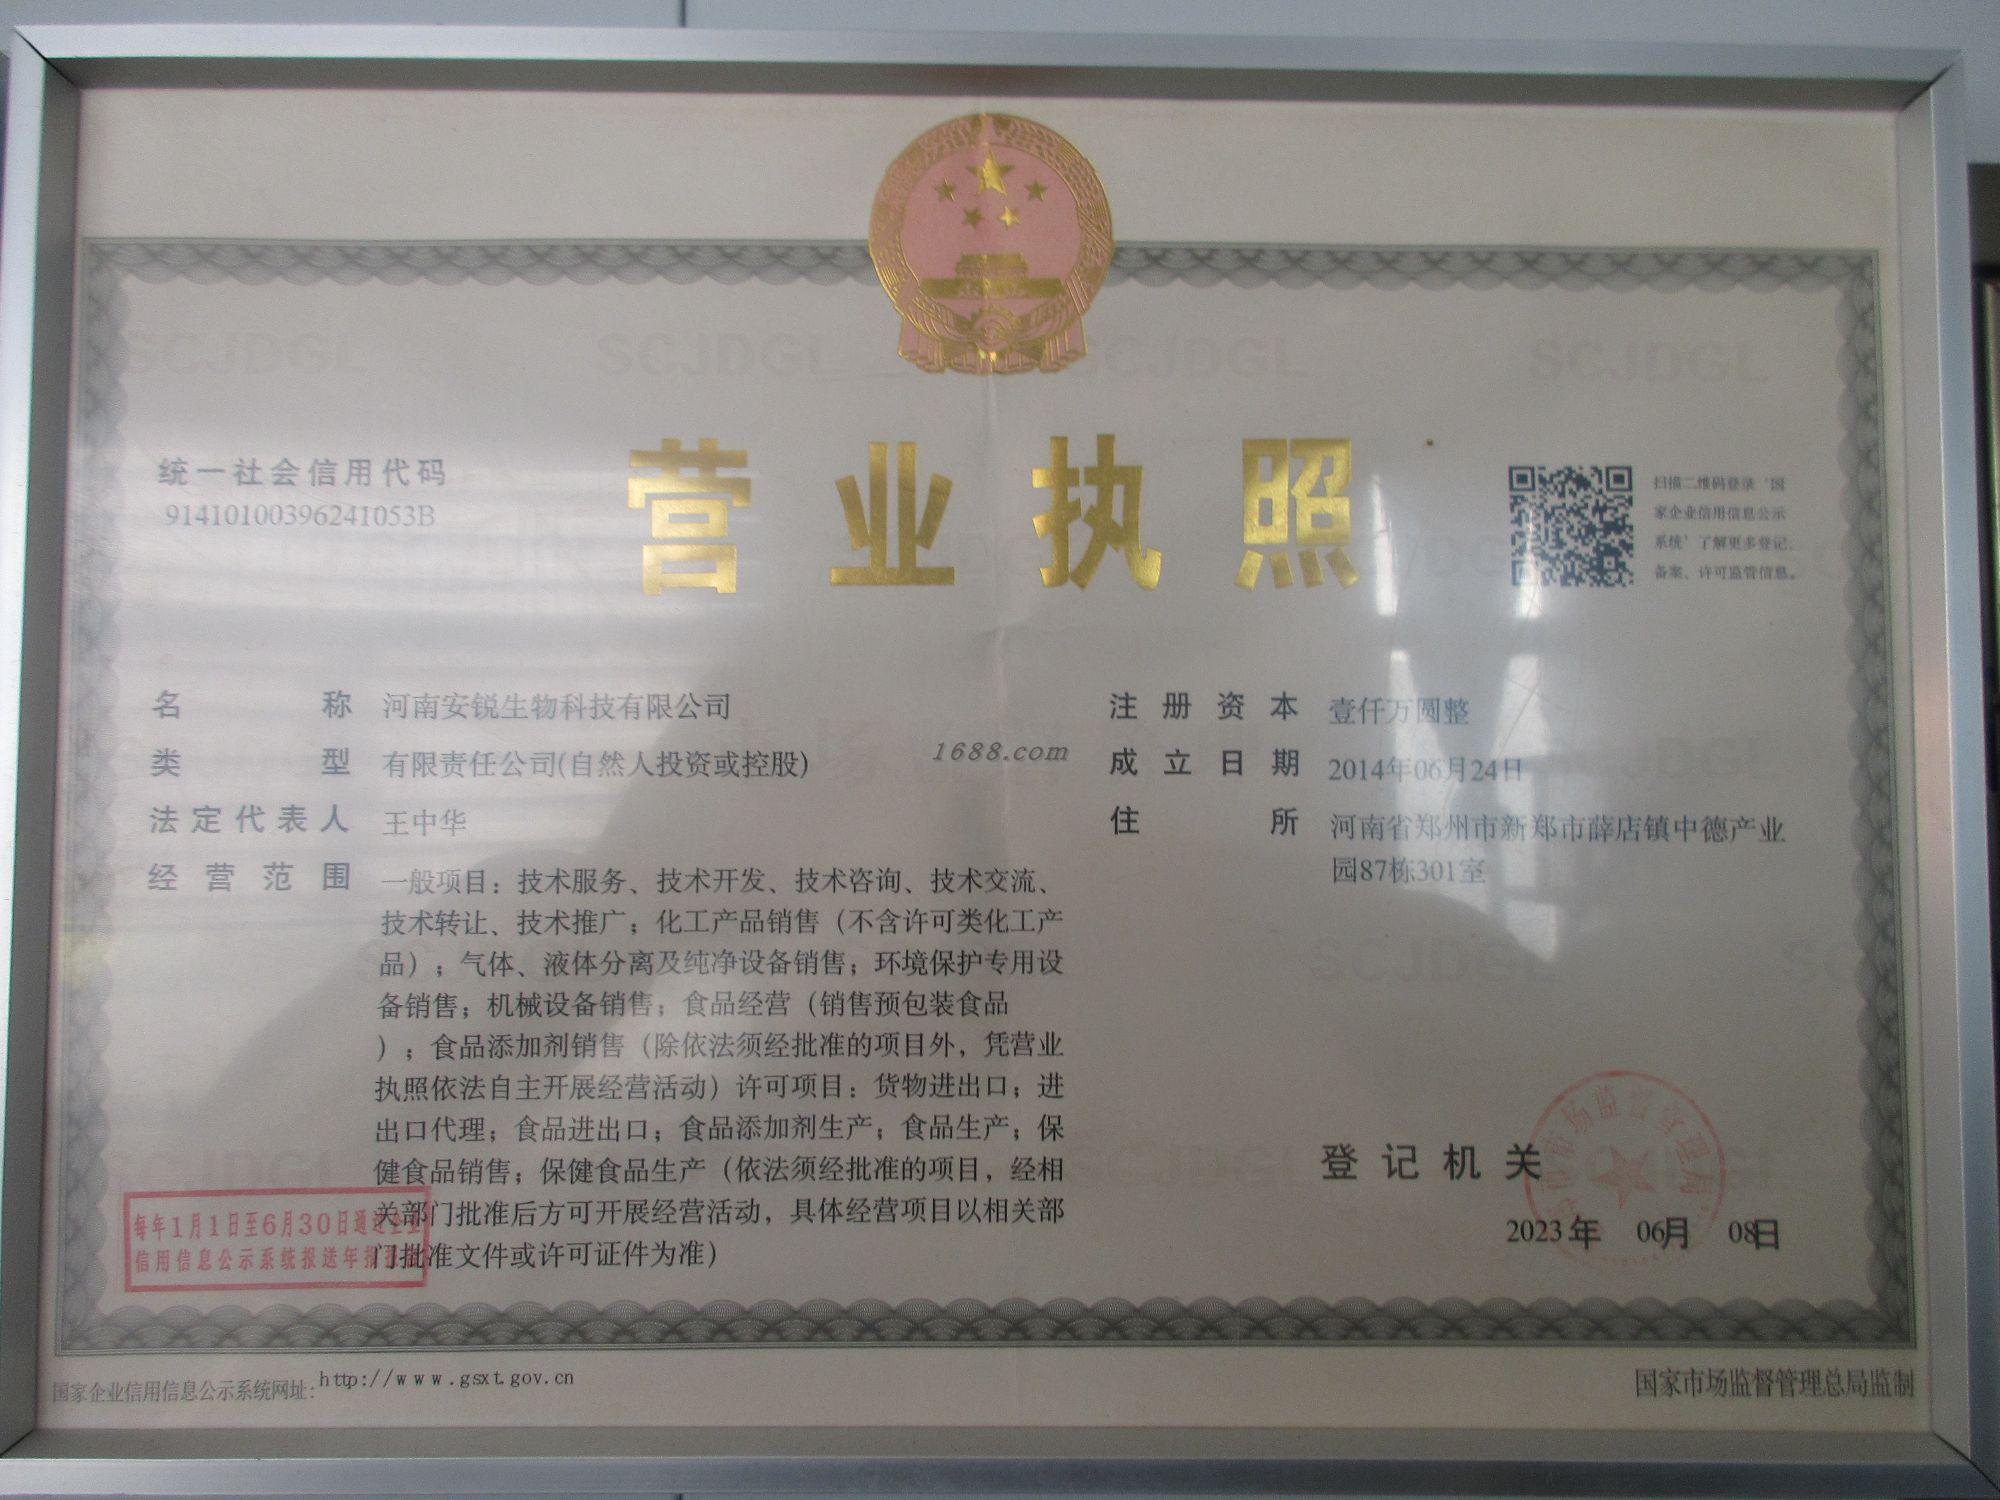 SCJDGL SCJDGL SCJDGL SCJDGL
营业执照
统一社会信用代码
91410100396241053B
扫描二维码登录‘国
家企业信用信息公示
系统’了解更多登记、
备案、许可监管信息。
名称 河南安锐生物科技有限公司
类型 有限责任公司(自然人投资或控股)
法定代表人 王中华
经营范围 一般项目：技术服务、技术开发、技术咨询、技术交流、
技术转让、技术推广；化工产品销售（不含许可类化工产
品）；气体、液体分离及纯净设备销售；环境保护专用设
备销售；机械设备销售；食品经营（销售预包装食品
）；食品添加剂销售（除依法须经批准的项目外，凭营业
执照依法自主开展经营活动）许可项目：货物进出口；进
出口代理；食品进出口；食品添加剂生产；食品生产；保
健食品销售；保健食品生产（依法须经批准的项目，经相
关部门批准后方可开展经营活动，具体经营项目以相关部
门批准文件或许可证件为准）
1688.com
注册资本 壹仟万圆整
成立日期 2014年06月24日
住所 河南省郑州市新郑市薛店镇中德产业
园87栋301室
登记机关
2023年 06月 08日
市场监督管理局
每年1月1日至6月30日通过企业
信用信息公示系统报送年报
国家企业信用信息公示系统网址：http://www.gsxt.gov.cn
国家市场监督管理总局监制